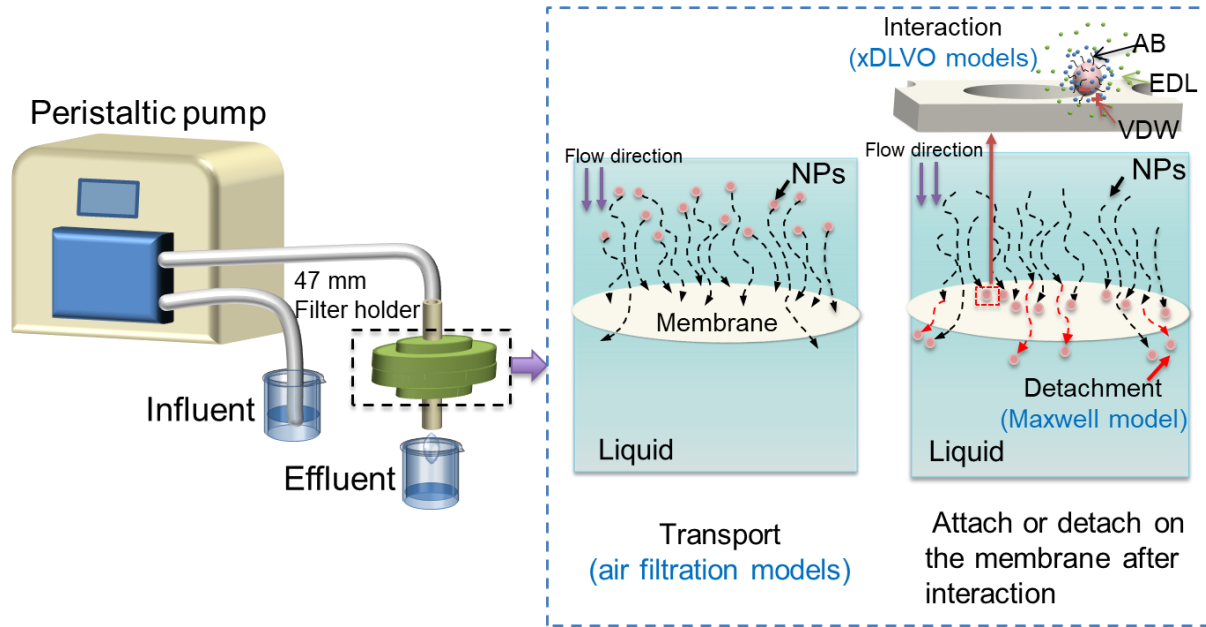 Peristaltic pump
47 mm
Filter holder
Influent
Effluent
Flow direction
NPs
Membrane
Liquid
Transport
(air filtration models)
Interaction
(xDLVO models)
AB
EDL
VDW
Flow direction
NPs
Detachment
(Maxwell model)
Liquid
Attach or detach on
the membrane after
interaction